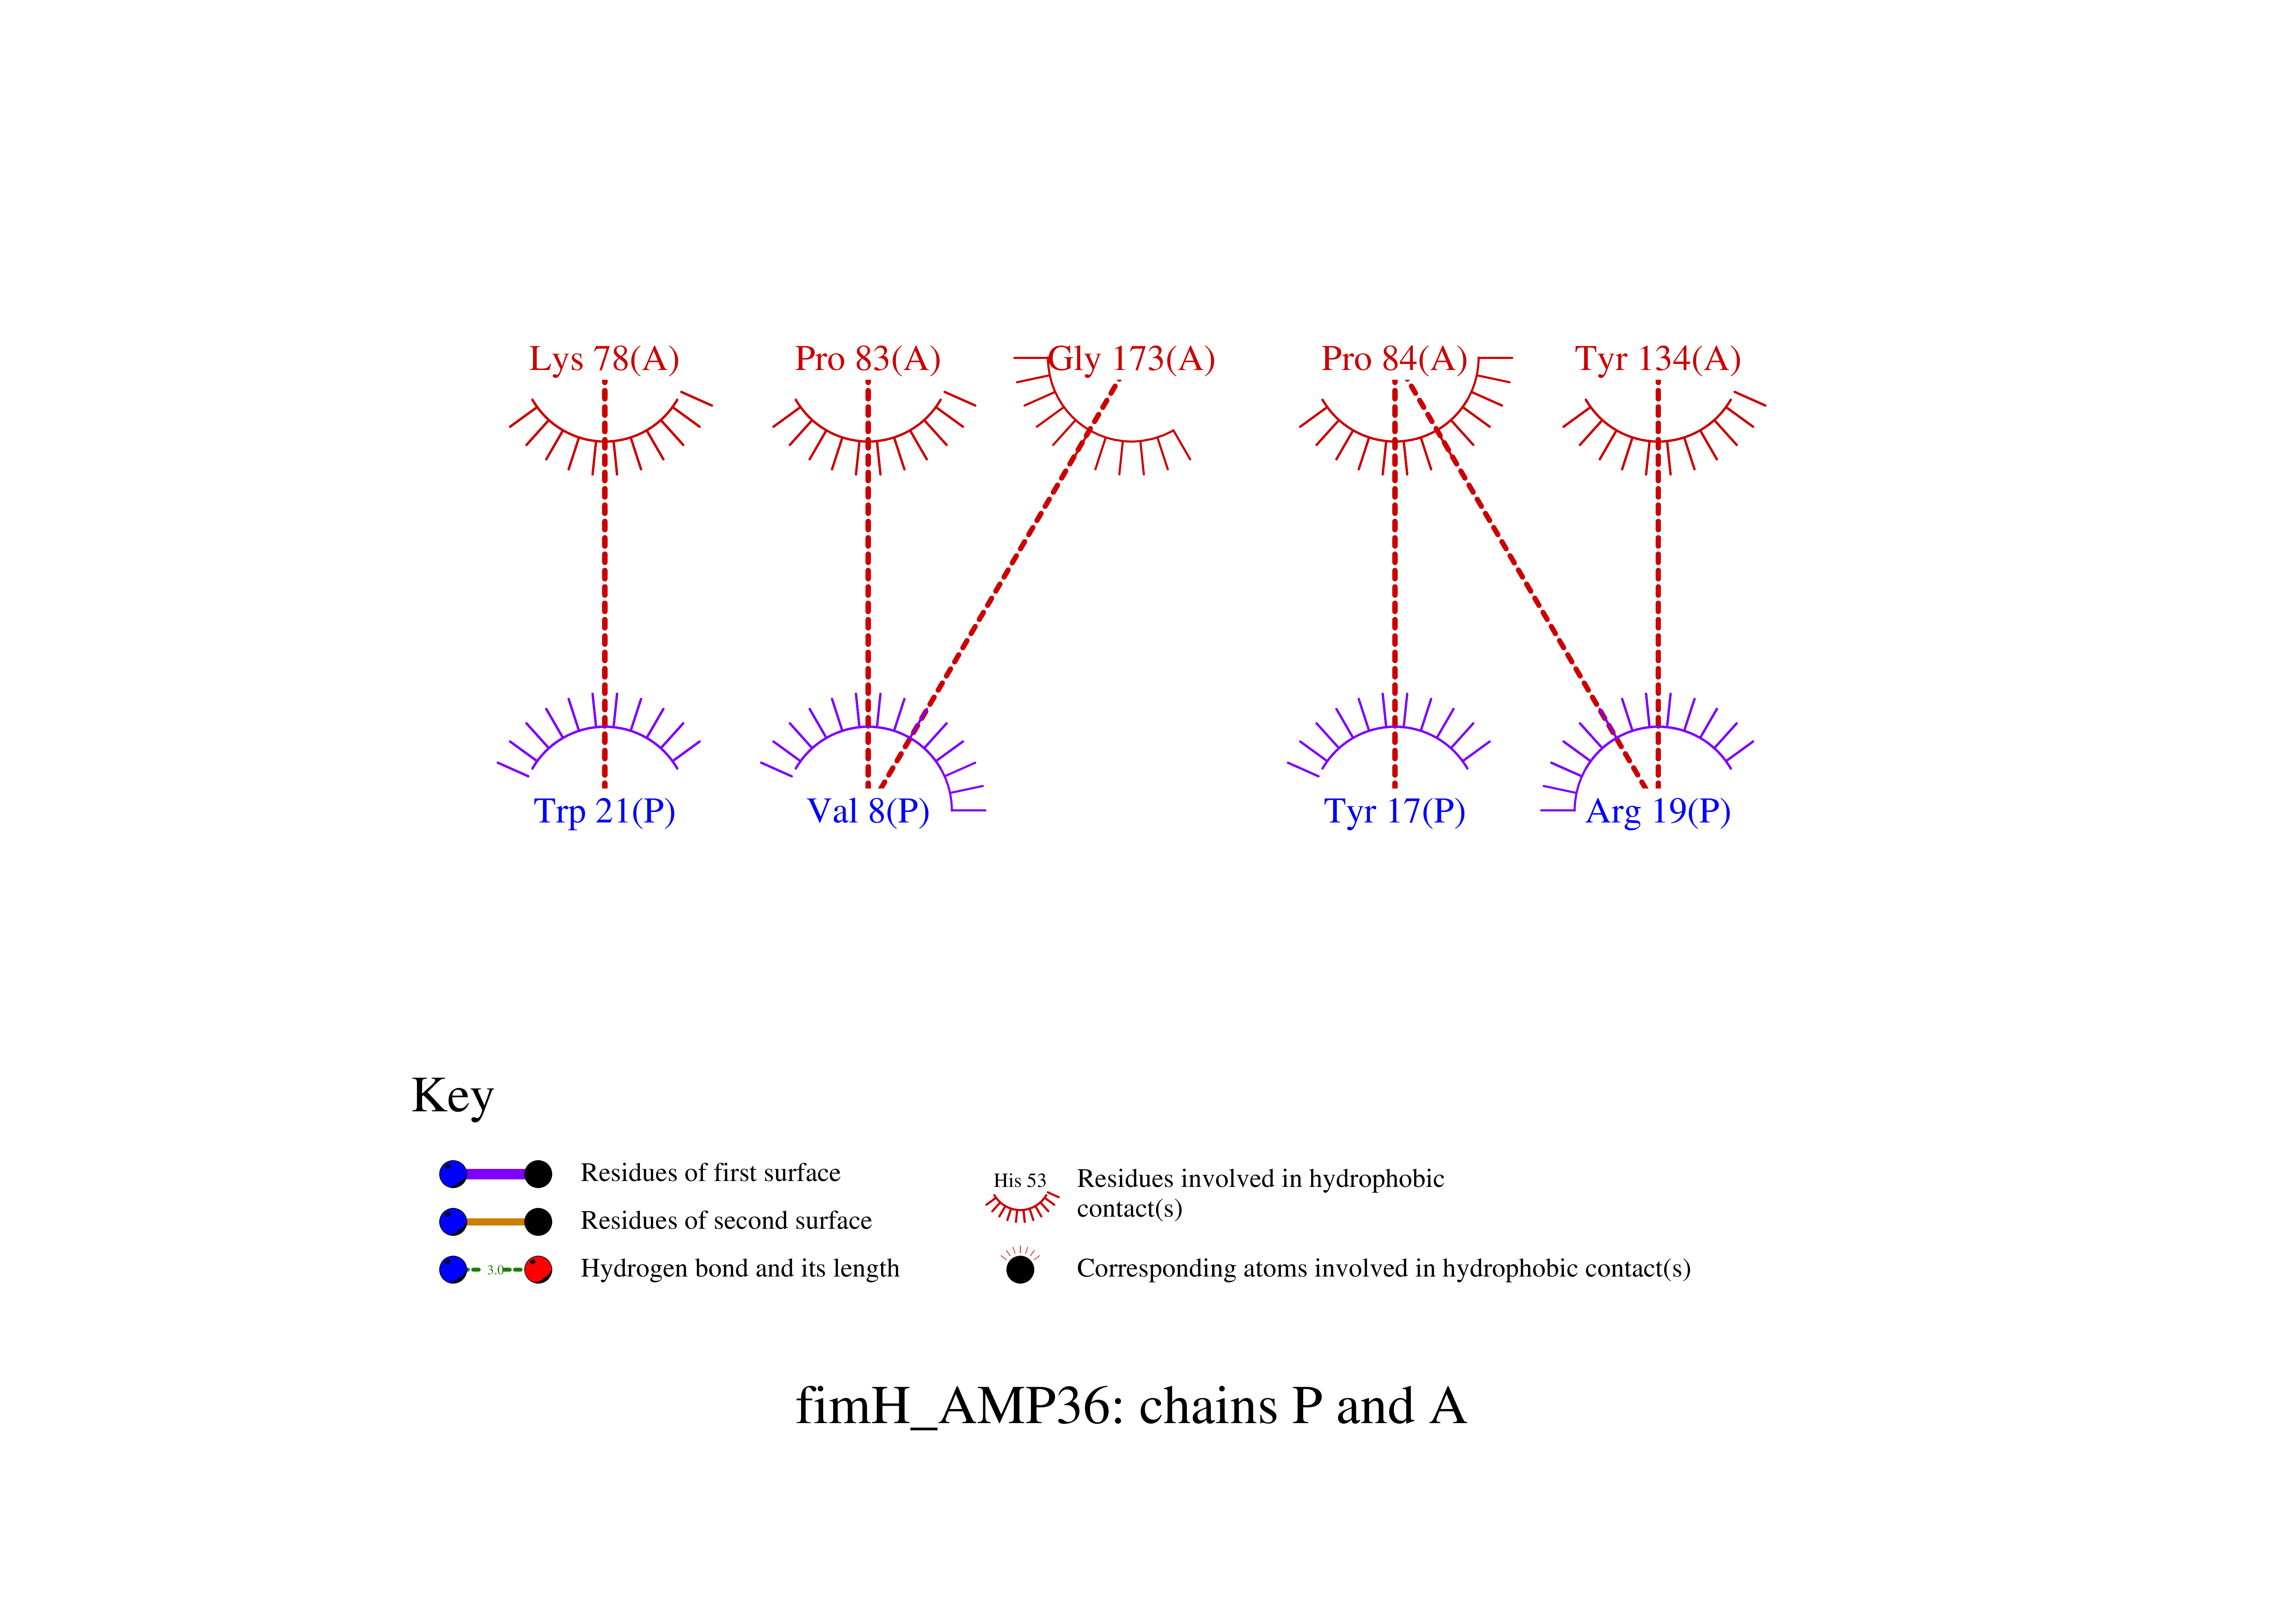 Lys 78(A) Pro 83(A) Gly 173(A) Pro 84(A) Tyr 134(A)
Trp 21(P) Val 8(P) Tyr 17(P) Arg 19(P)
Key
Residues of first surface
Residues of second surface
3.0 Hydrogen bond and its length
His 53 Residues involved in hydrophobic
contact(s)
Corresponding atoms involved in hydrophobic contact(s)
fimH_AMP36: chains P and A